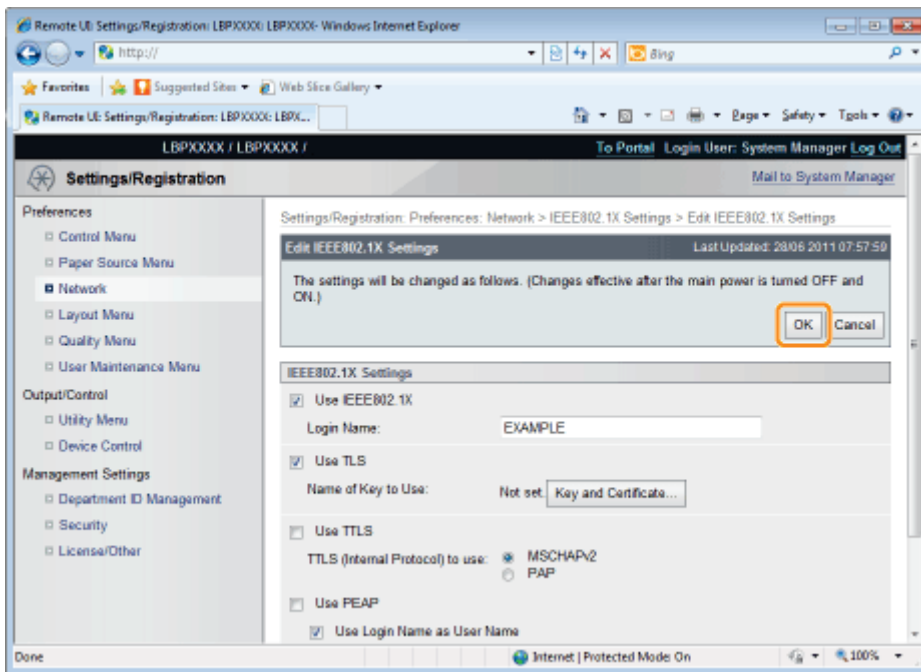 Remote UI: Settings/Registration: LBPXXXX: LBPXXXX- Windows Internet Explorer
http://
Bing
Favorites Suggested Sites Web Slice Gallery
Remote UI: Settings/Registration: LBPXXXX: LBPX...
Page Safety Tools
LBPXXXX / LBPXXXX / To Portal Login User: System Manager Log Out
Settings/Registration Mail to System Manager
Preferences
Control Menu
Paper Source Menu
Network
Layout Menu
Quality Menu
User Maintenance Menu
Output/Control
Utility Menu
Device Control
Management Settings
Department ID Management
Security
License/Other
Settings/Registration: Preferences: Network > IEEE802.1X Settings > Edit IEEE802.1X Settings
Edit IEEE802.1X Settings Last Updated: 28/06 2011 07:57:59
The settings will be changed as follows. (Changes effective after the main power is turned OFF and
ON.)
OK Cancel
IEEE802.1X Settings
Use IEEE802.1X
Login Name: EXAMPLE
Use TLS
Name of Key to Use: Not set. Key and Certificate...
Use TTLS
TTLS (Internal Protocol) to use: MSCHAPv2
PAP
Use PEAP
Use Login Name as User Name
Done Internet | Protected Mode: On 100%